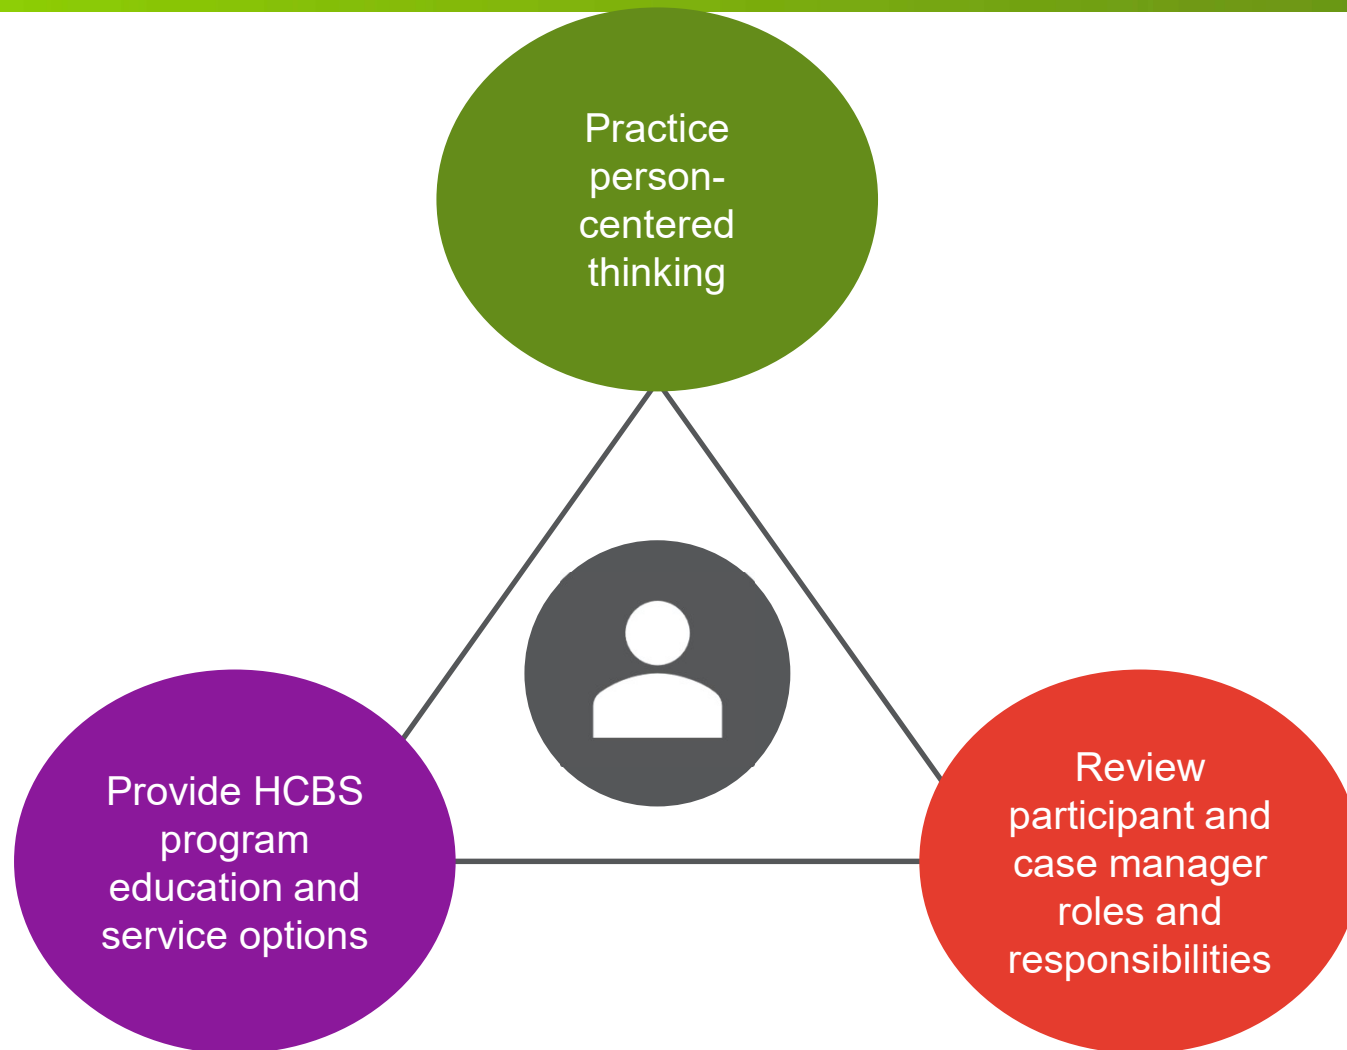 Practice
person-
centered
thinking
Provide HCBS
program
education and
service options
Review
participant and
case manager
roles and
responsibilities